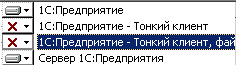 1С:Предприятие
1С:Предприятие - Тонкий клиент
1С:Предприятие - Тонкий клиент, фай
Сервер 1С:Предприятия